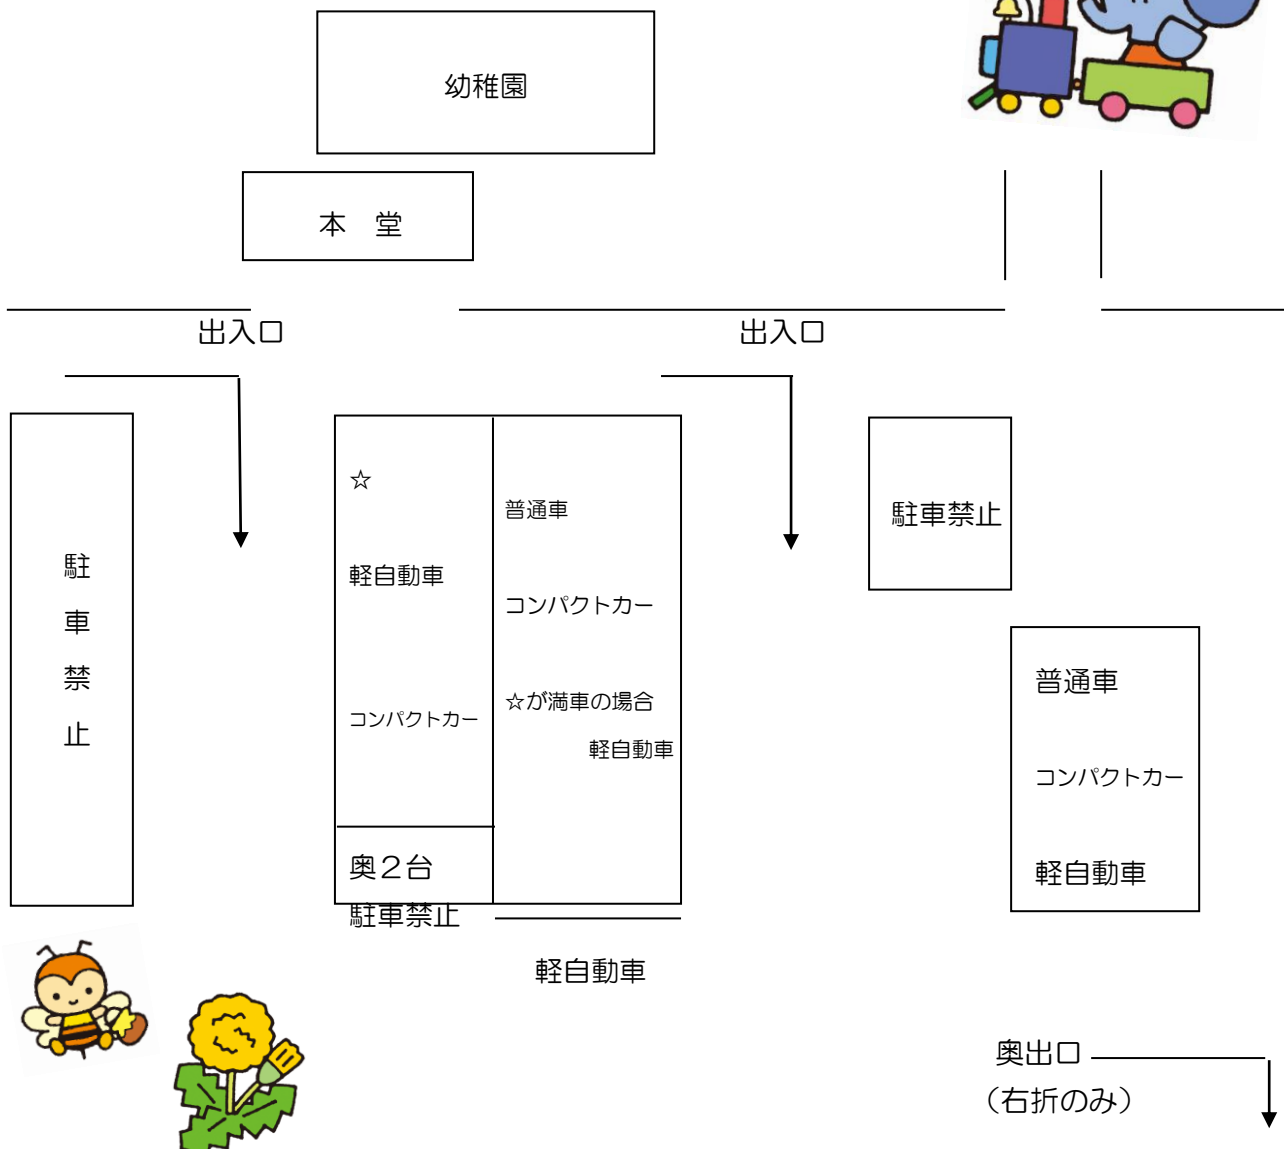 幼稚園
本　堂
出入口
出入口
駐
車
禁
止
☆
軽自動車
コンパクトカー
奥２台
駐車禁止
普通車
コンパクトカー
☆が満車の場合
軽自動車
軽自動車
駐車禁止
普通車
コンパクトカー
軽自動車
奥出口
（右折のみ）